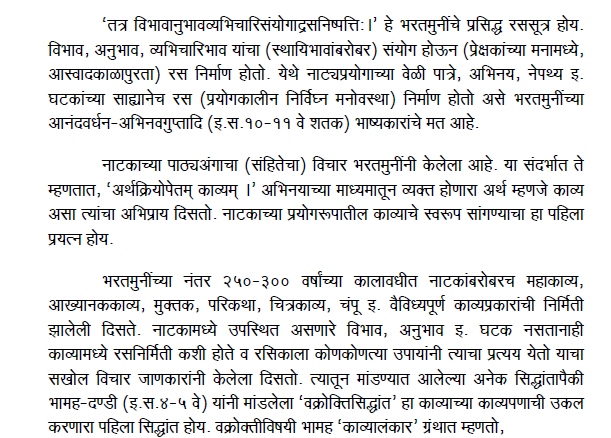 ‘तत्र विभावानुभावव्यभिचारिसंयोगाद्रसनिष्पत्तिः।’ हे भरतमुनींचे प्रसिद्ध रससूत्र होय.
विभाव, अनुभाव, व्यभिचारिभाव यांचा (स्थायिभावांबरोबर) संयोग होऊन (प्रेक्षकांच्या मनामध्ये,
आस्वादकाळापुरता) रस निर्माण होतो. येथे नाट्यप्रयोगाच्या वेळी पात्रे, अभिनय, नेपथ्य इ.
घटकांच्या साह्यानेच रस (प्रयोगकालीन निर्विघ्न मनोवस्था) निर्माण होतो असे भरतमुनींच्या
आनंदवर्धन-अभिनवगुप्तादि (इ.स.१०-११ वे शतक) भाष्यकारांचे मत आहे.
नाटकाच्या पाठ्यअंगाचा (संहितेचा) विचार भरतमुनींनी केलेला आहे. या संदर्भात ते
म्हणतात, ‘अर्थक्रियोपेतम् काव्यम् ।’ अभिनयाच्या माध्यमातून व्यक्त होणारा अर्थ म्हणजे काव्य
असा त्यांचा अभिप्राय दिसतो. नाटकाच्या प्रयोगरूपातील काव्याचे स्वरूप सांगण्याचा हा पहिला
प्रयत्न होय.
भरतमुनींच्या नंतर २५०-३०० वर्षांच्या कालावधीत नाटकांबरोबरच महाकाव्य,
आख्यानककाव्य, मुक्तक, परिकथा, चित्रकाव्य, चंपू इ. वैविध्यपूर्ण काव्यप्रकारांची निर्मिती
झालेली दिसते. नाटकामध्ये उपस्थित असणारे विभाव, अनुभाव इ. घटक नसतानाही
काव्यामध्ये रसनिर्मिती कशी होते व रसिकाला कोणकोणत्या उपायांनी त्याचा प्रत्यय येतो याचा
सखोल विचार जाणकारांनी केलेला दिसतो. त्यातून मांडण्यात आलेल्या अनेक सिद्धांतापैकी
भामह-दण्डी (इ.स.४-५ वे) यांनी मांडलेला ‘वक्रोक्तिसिद्धांत’ हा काव्याच्या काव्यपणाची उकल
करणारा पहिला सिद्धांत होय. वक्रोक्तीविषयी भामह ‘काव्यालंकार’ ग्रंथात म्हणतो,